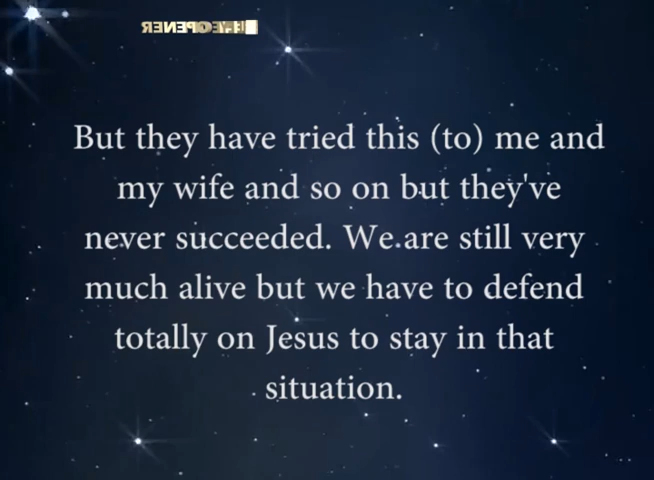 But they have tried this (to) me and
my wife and so on but they've
never succeeded. We are still very
much alive but we have to defend
totally on Jesus to stay in that
situation.